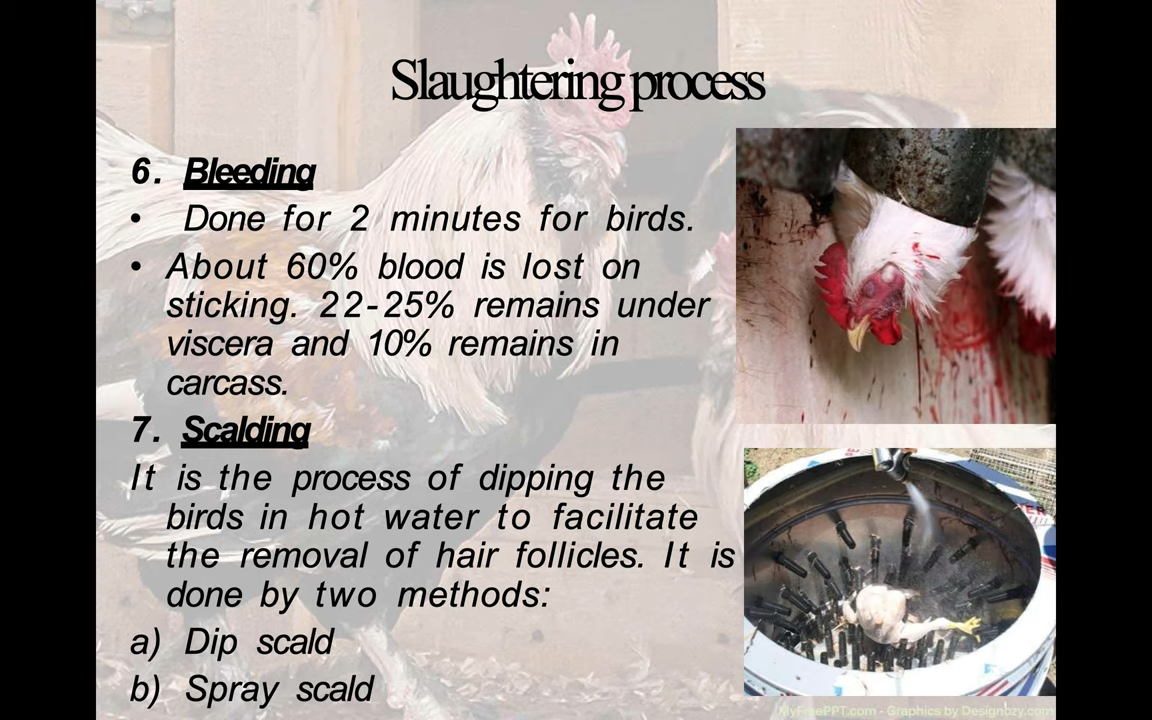 Slaughtering process
6. Bleeding
• Done for 2 minutes for birds.
• About 60% blood is lost on
sticking. 22-25% remains under
viscera and 10% remains in
carcass.
7. Scalding
It is the process of dipping the
birds in hot water to facilitate
the removal of hair follicles. It is
done by two methods:
a) Dip scald
b) Spray scald
MyFreePPT.com - Graphics by Designozy.com